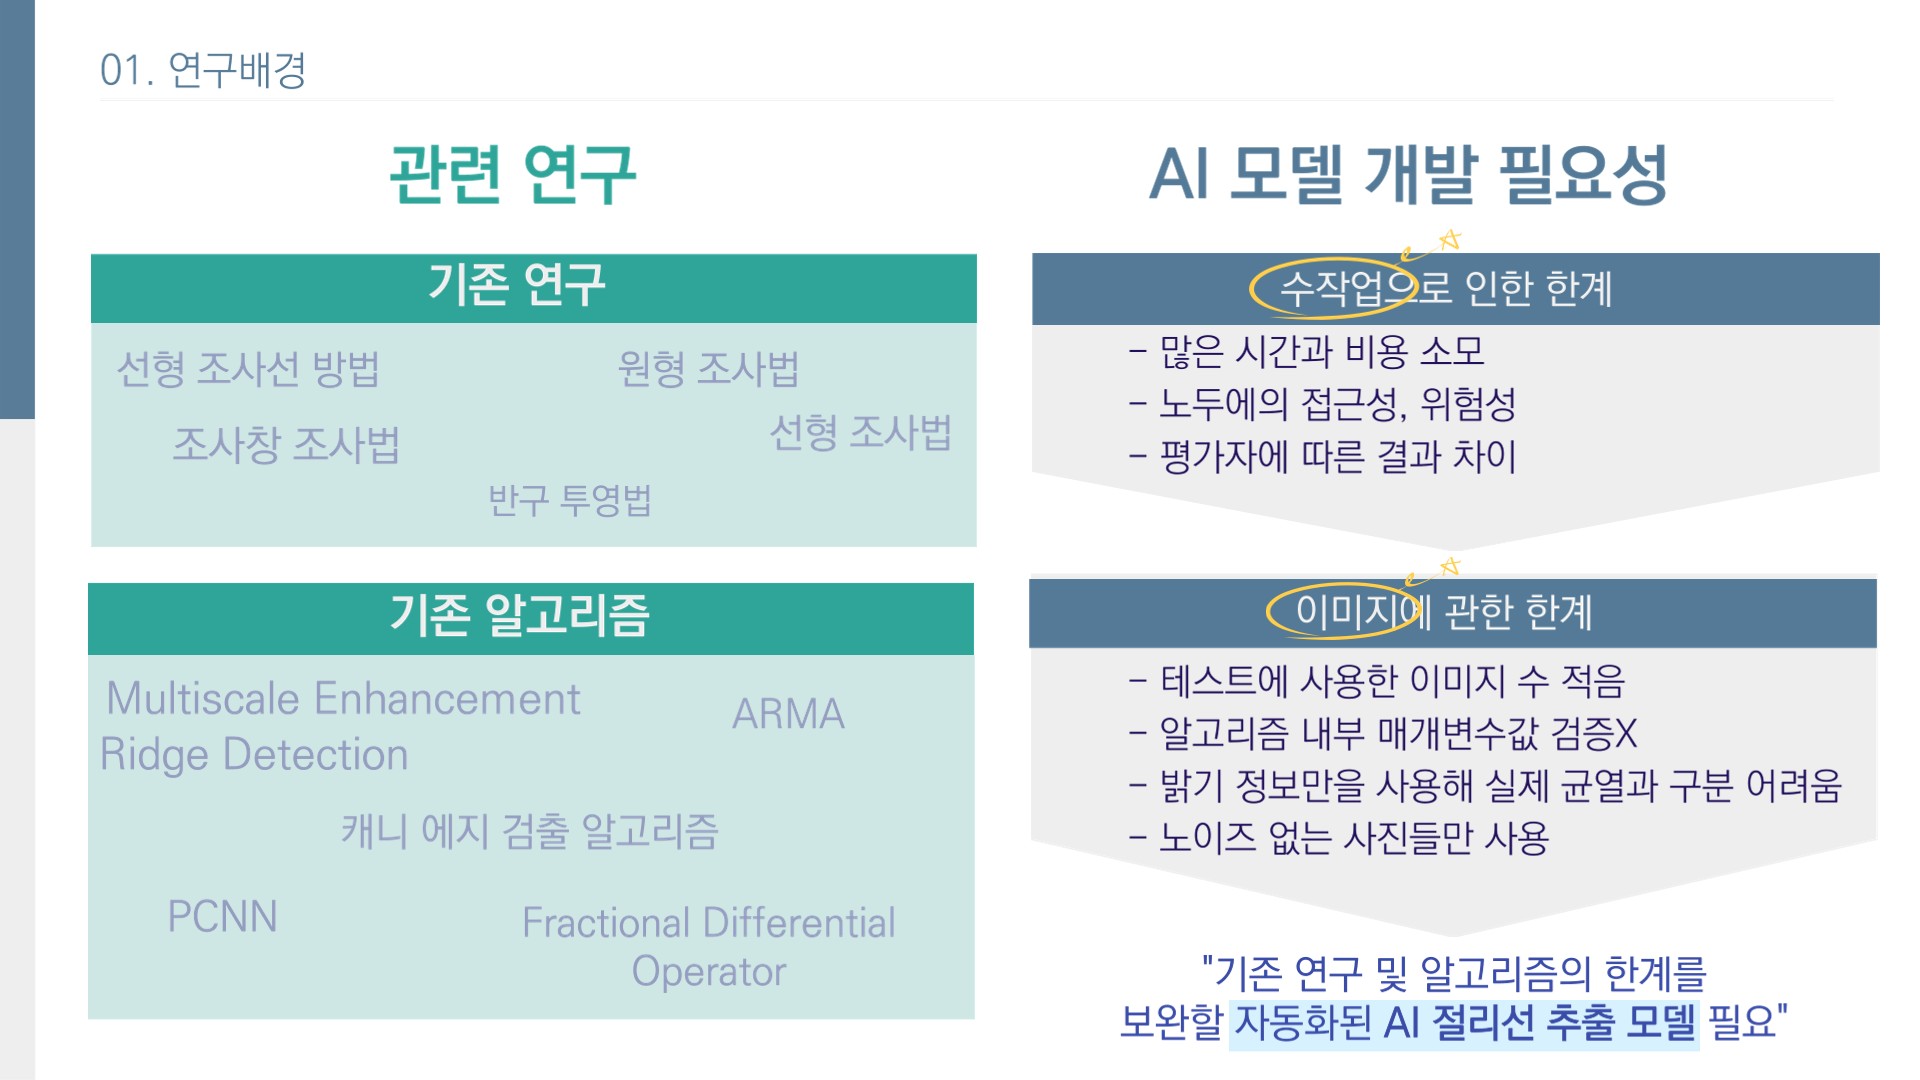 01. 연구배경
관련 연구
기존 연구
선형 조사선 방법
원형 조사법
조사창 조사법
선형 조사법
반구 투영법
기존 알고리즘
Multiscale Enhancement
Ridge Detection
ARMA
캐니 에지 검출 알고리즘
PCNN
Fractional Differential
Operator
AI 모델 개발 필요성
수작업으로 인한 한계
- 많은 시간과 비용 소모
- 노두에의 접근성, 위험성
- 평가자에 따른 결과 차이
이미지에 관한 한계
- 테스트에 사용한 이미지 수 적음
- 알고리즘 내부 매개변수값 검증X
- 밝기 정보만을 사용해 실제 균열과 구분 어려움
- 노이즈 없는 사진들만 사용
"기존 연구 및 알고리즘의 한계를
보완할 자동화된 AI 절리선 추출 모델 필요"